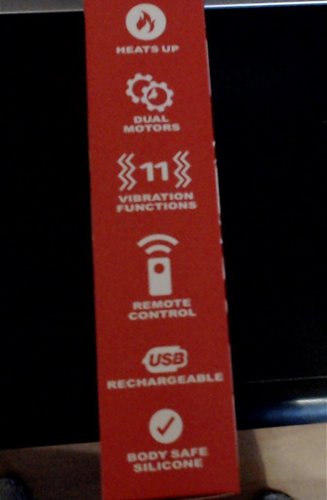 HEATS UP
DUAL
MOTORS
11
VIBRATION
FUNCTIONS
REMOTE
CONTROL
USB
RECHARGEABLE
BODY SAFE
SILICONE